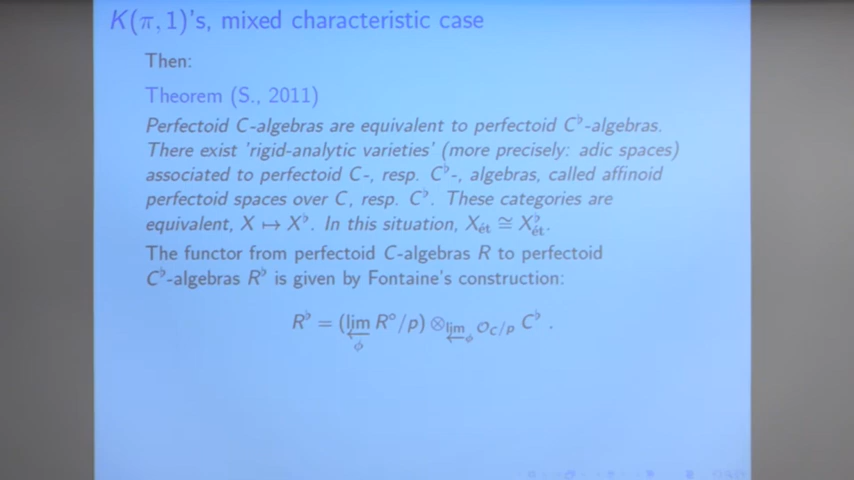 K(π, 1)'s, mixed characteristic case
Then:
Theorem (S., 2011)
Perfectoid C-algebras are equivalent to perfectoid C♭-algebras.
There exist 'rigid-analytic varieties' (more precisely: adic spaces)
associated to perfectoid C-, resp. C♭-, algebras, called affinoid
perfectoid spaces over C, resp. C♭. These categories are
equivalent, X ↦ X♭. In this situation, X_ét ≅ X♭_ét.
The functor from perfectoid C-algebras R to perfectoid
C♭-algebras R♭ is given by Fontaine's construction:
R♭ = (lim←_ϕ R°/p) ⊗_{lim←_ϕ O_C/p} C♭ .